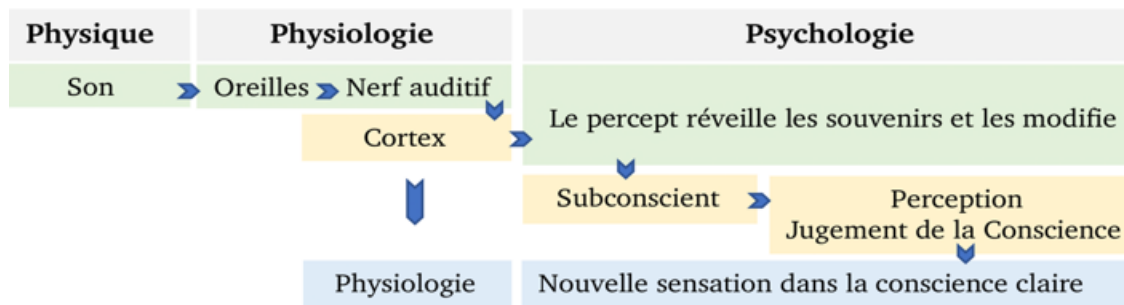 Physique Physiologie Psychologie
Son Oreilles Nerf auditif
Le percept réveille les souvenirs et les modifie
Cortex
Subconscient
Perception
Jugement de la Conscience
Physiologie Nouvelle sensation dans la conscience claire